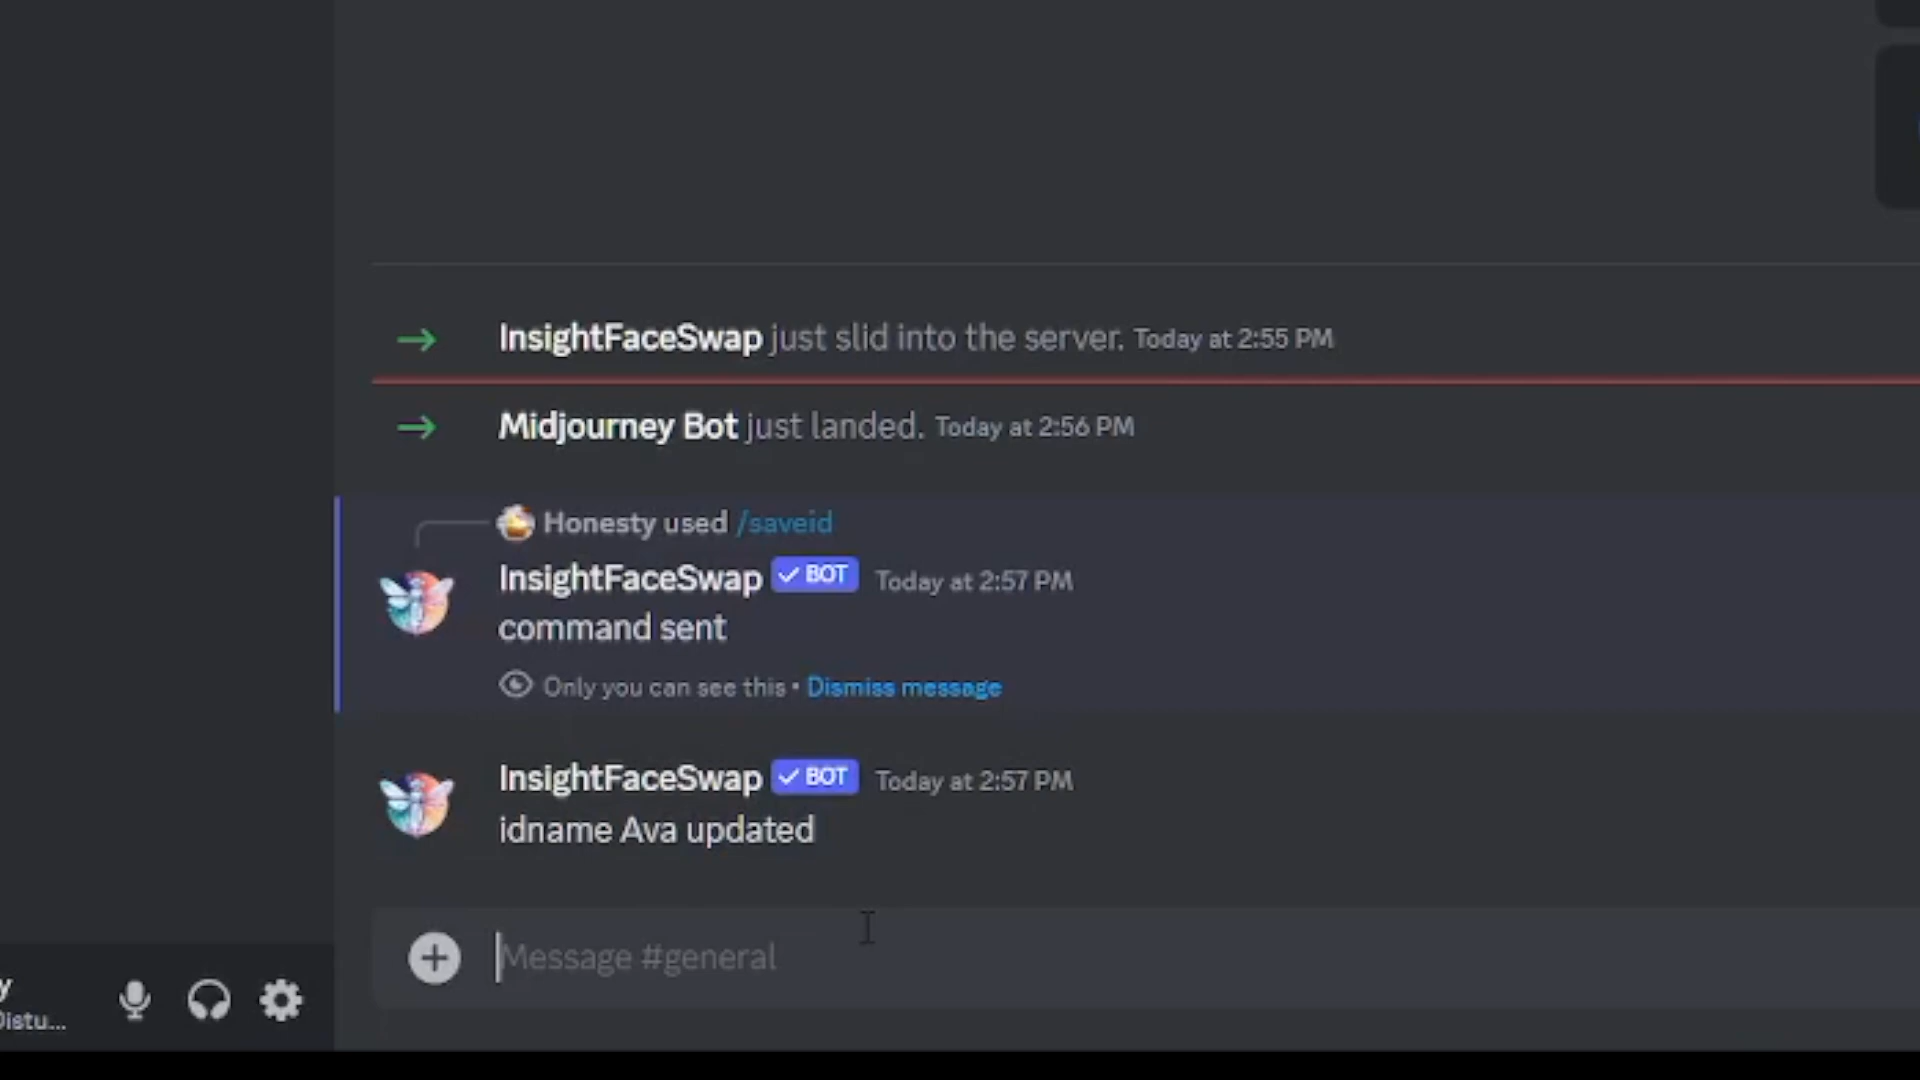 InsightFaceSwap just slid into the server. Today at 2:55 PM
Midjourney Bot just landed. Today at 2:56 PM
Honesty used /saveid
InsightFaceSwap BOT Today at 2:57 PM
command sent
Only you can see this • Dismiss message
InsightFaceSwap BOT Today at 2:57 PM
idname Ava updated
Message #general
y
Distu...